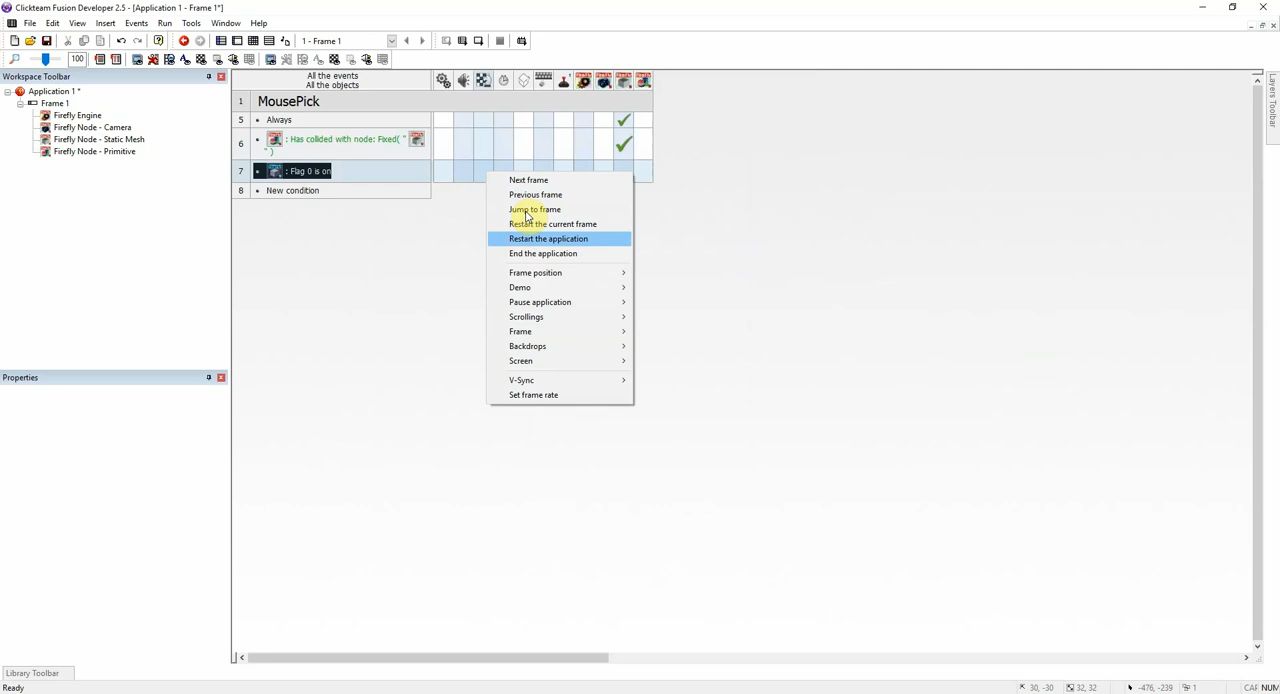 Clickteam Fusion Developer 2.5 - [Application 1 - Frame 1*]
File Edit View Insert Events Run Tools Window Help
1 - Frame 1
100
Workspace Toolbar
Application 1 *
Frame 1
Firefly Engine
Firefly Node - Camera
Firefly Node - Static Mesh
Firefly Node - Primitive
Properties
Library Toolbar
Ready
All the events
All the objects
1 MousePick
5 • Always
6 • : Has collided with node: Fixed( "
" )
7 • : Flag 0 is on
8 • New condition
Next frame
Previous frame
Jump to frame
Restart the current frame
Restart the application
End the application
Frame position
Demo
Pause application
Scrollings
Frame
Backdrops
Screen
V-Sync
Set frame rate
Layers Toolbar
30, -30 32, 32 -476, -239 1 CAP NUM